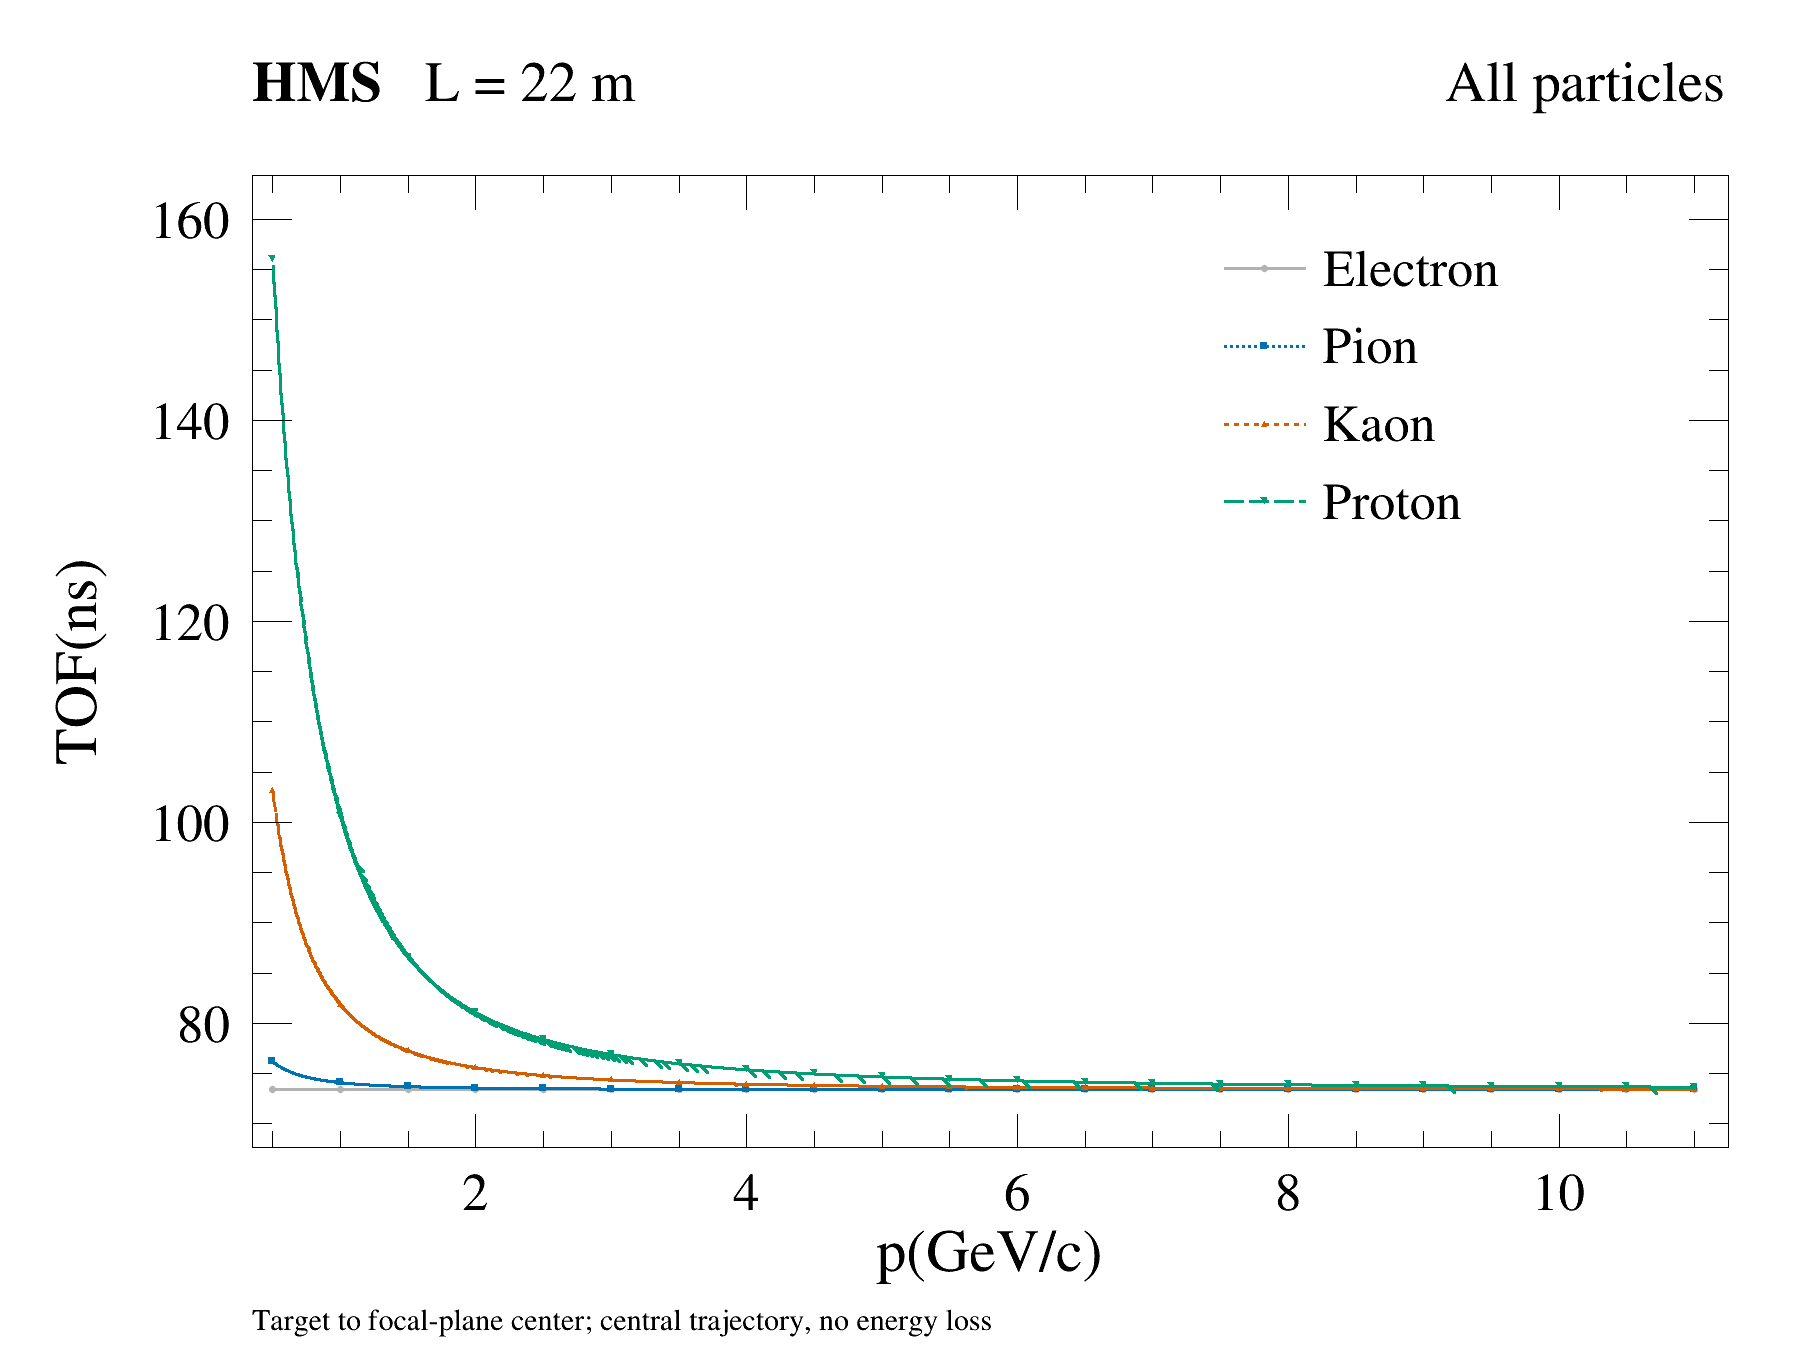 HMS L = 22 m
All particles
160
140
120
100
80
TOF(ns)
Electron
Pion
Kaon
Proton
2 4 6 8 10
p(GeV/c)
Target to focal-plane center; central trajectory, no energy loss